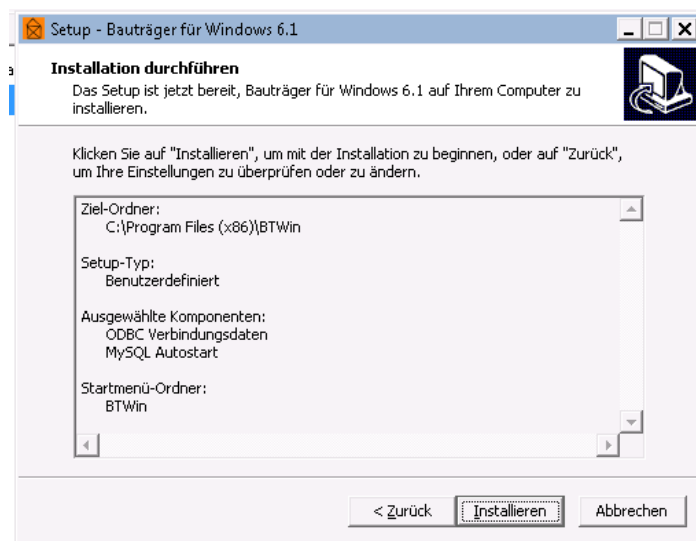 Setup - Bauträger für Windows 6.1
Installation durchführen
Das Setup ist jetzt bereit, Bauträger für Windows 6.1 auf Ihrem Computer zu
installieren.
Klicken Sie auf "Installieren", um mit der Installation zu beginnen, oder auf "Zurück",
um Ihre Einstellungen zu überprüfen oder zu ändern.
Ziel-Ordner:
C:\Program Files (x86)\BTWin
Setup-Typ:
Benutzerdefiniert
Ausgewählte Komponenten:
ODBC Verbindungsdaten
MySQL Autostart
Startmenü-Ordner:
BTWin
< Zurück
Installieren
Abbrechen